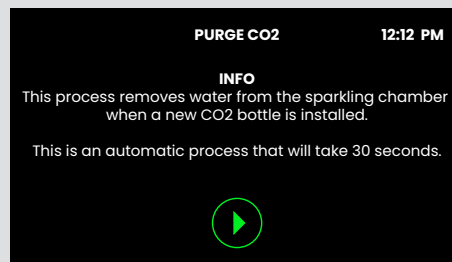 PURGE CO2 12:12 PM
INFO
This process removes water from the sparkling chamber
when a new CO2 bottle is installed.
This is an automatic process that will take 30 seconds.